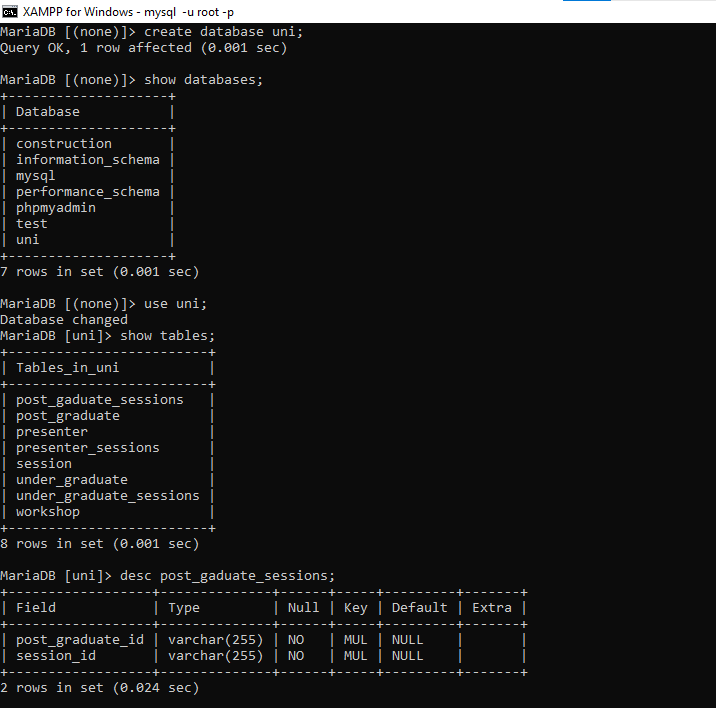 XAMPP for Windows - mysql  -u root -p
MariaDB [(none)]> create database uni;
Query OK, 1 row affected (0.001 sec)
MariaDB [(none)]> show databases;
+--------------------+
| Database           |
+--------------------+
| construction       |
| information_schema |
| mysql              |
| performance_schema |
| phpmyadmin         |
| test               |
| uni                |
+--------------------+
7 rows in set (0.001 sec)
MariaDB [(none)]> use uni;
Database changed
MariaDB [uni]> show tables;
+-------------------------+
| Tables_in_uni           |
+-------------------------+
| post_gaduate_sessions   |
| post_graduate           |
| presenter               |
| presenter_sessions      |
| session                 |
| under_graduate          |
| under_graduate_sessions |
| workshop                |
+-------------------------+
8 rows in set (0.001 sec)
MariaDB [uni]> desc post_gaduate_sessions;
+------------------+--------------+------+-----+---------+-------+
| Field            | Type         | Null | Key | Default | Extra |
+------------------+--------------+------+-----+---------+-------+
| post_graduate_id | varchar(255) | NO   | MUL | NULL    |       |
| session_id       | varchar(255) | NO   | MUL | NULL    |       |
+------------------+--------------+------+-----+---------+-------+
2 rows in set (0.024 sec)